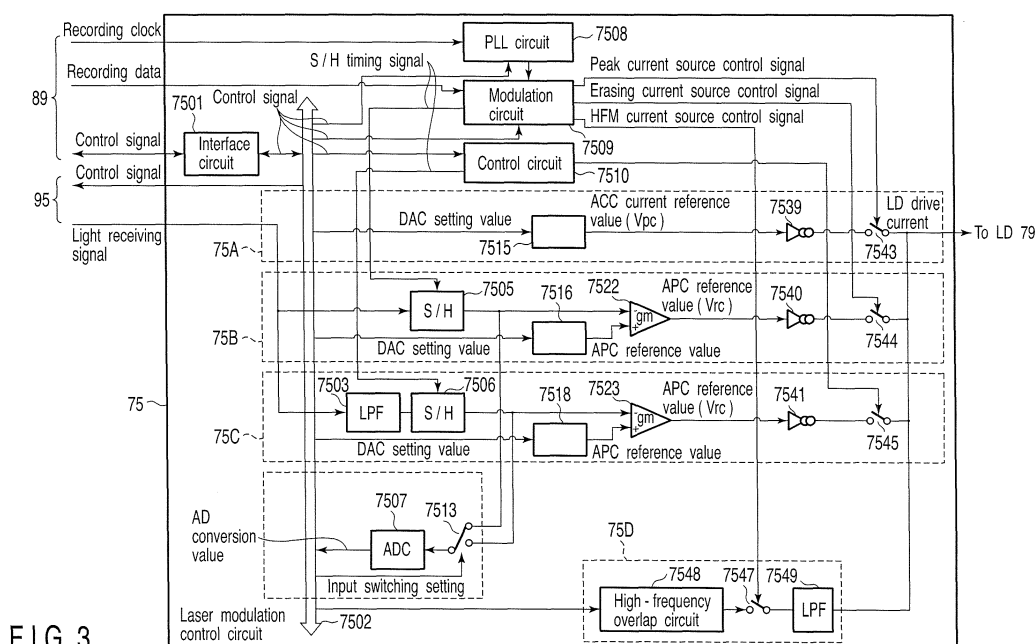 Recording clock
Recording data
89
7501
Control signal
Control signal
Interface circuit
Control signal
95
Light receiving signal
S / H timing signal
PLL circuit
7508
Modulation circuit
7509
Control circuit
7510
Peak current source control signal
Erasing current source control signal
HFM current source control signal
75A
DAC setting value
7515
ACC current reference value ( Vpc )
7539
7543
LD drive current
To LD 79
75B
S / H
7505
7516
DAC setting value
APC reference value
7522
-
gm
+
APC reference value ( Vrc )
7540
7544
75
75C
7503
LPF
S / H
7506
7518
DAC setting value
APC reference value
7523
-
gm
+
APC reference value ( Vrc )
7541
7545
AD conversion value
7507
ADC
7513
Input switching setting
75D
7548
High - frequency overlap circuit
7547
7549
LPF
Laser modulation control circuit
7502
FIG. 3